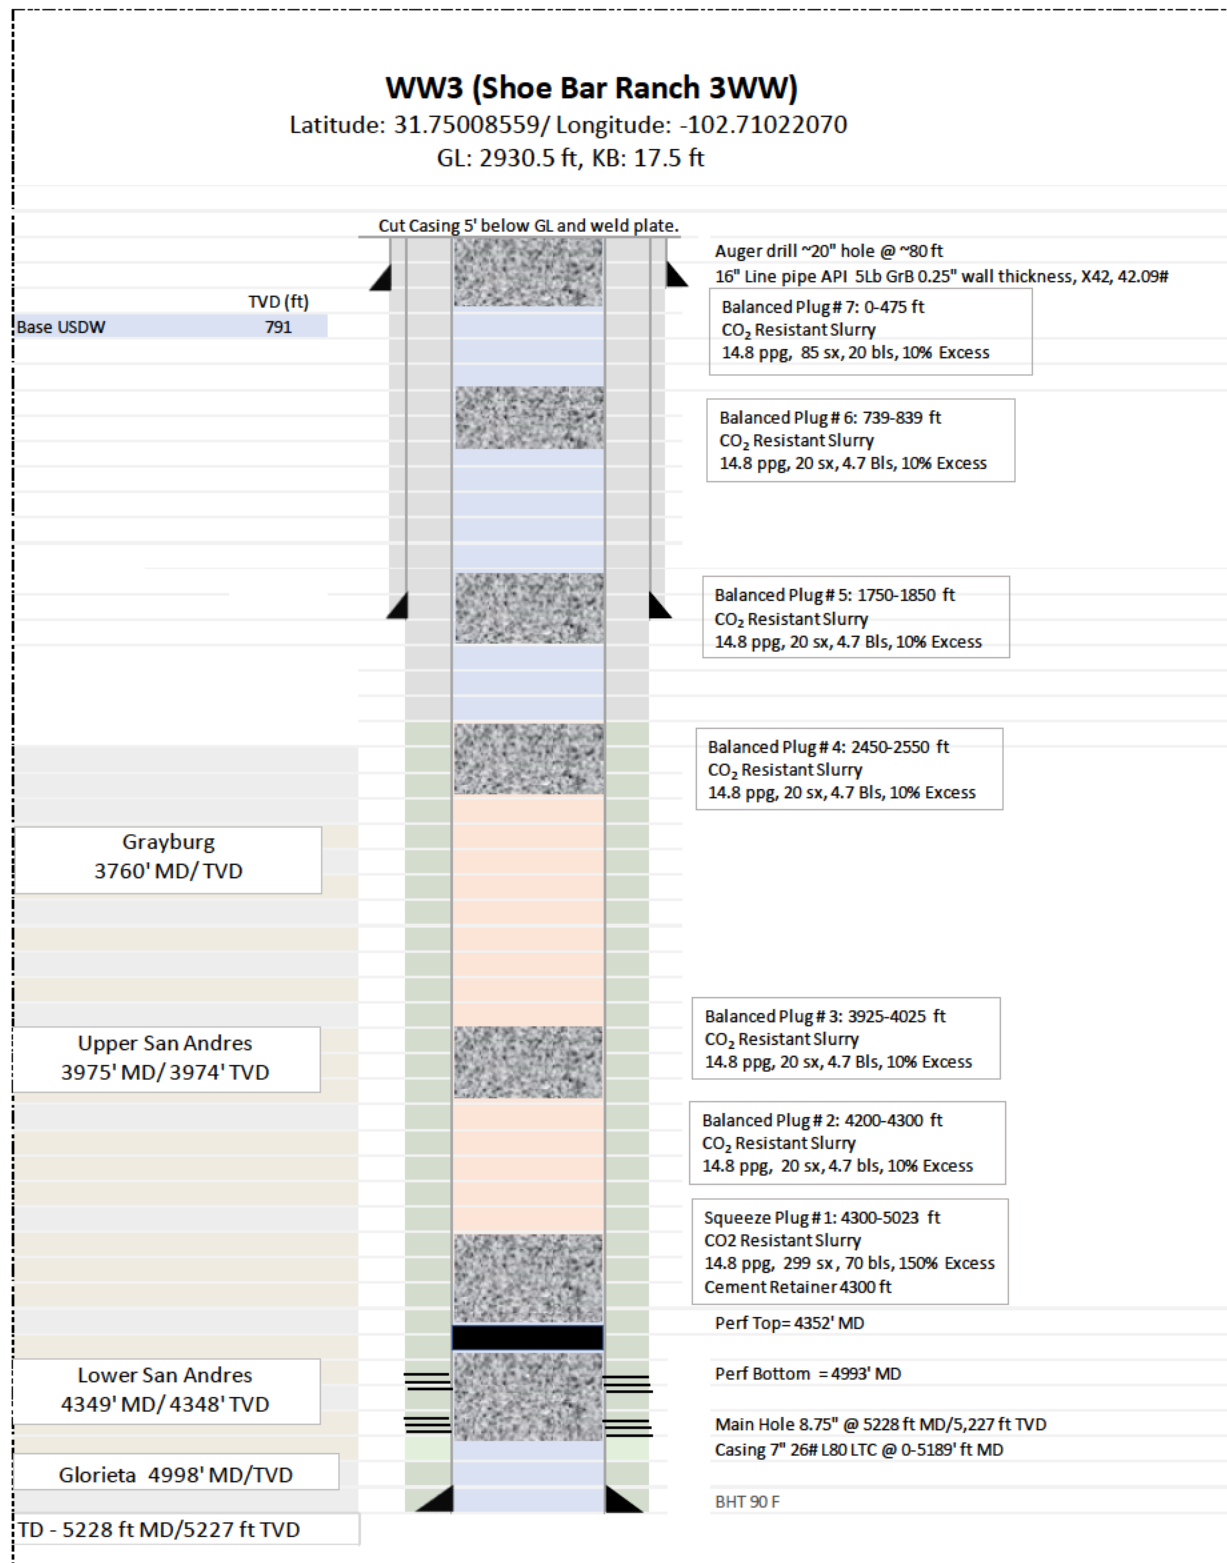 WW3 (Shoe Bar Ranch 3WW)
Latitude: 31.75008559/ Longitude: -102.71022070
GL: 2930.5 ft, KB: 17.5 ft
Cut Casing 5' below GL and weld plate.
Auger drill ~20" hole @ ~80 ft
16" Line pipe API 5Lb GrB 0.25" wall thickness, X42, 42.09#
TVD (ft)
Base USDW 791
Balanced Plug # 7: 0-475 ft
CO₂ Resistant Slurry
14.8 ppg, 85 sx, 20 bls, 10% Excess
Balanced Plug # 6: 739-839 ft
CO₂ Resistant Slurry
14.8 ppg, 20 sx, 4.7 Bls, 10% Excess
Balanced Plug # 5: 1750-1850 ft
CO₂ Resistant Slurry
14.8 ppg, 20 sx, 4.7 Bls, 10% Excess
Balanced Plug # 4: 2450-2550 ft
CO₂ Resistant Slurry
14.8 ppg, 20 sx, 4.7 Bls, 10% Excess
Grayburg
3760' MD/ TVD
Balanced Plug # 3: 3925-4025 ft
CO₂ Resistant Slurry
14.8 ppg, 20 sx, 4.7 Bls, 10% Excess
Upper San Andres
3975' MD/ 3974' TVD
Balanced Plug # 2: 4200-4300 ft
CO₂ Resistant Slurry
14.8 ppg, 20 sx, 4.7 bls, 10% Excess
Squeeze Plug # 1: 4300-5023 ft
CO2 Resistant Slurry
14.8 ppg, 299 sx, 70 bls, 150% Excess
Cement Retainer 4300 ft
Perf Top= 4352' MD
Lower San Andres
4349' MD/ 4348' TVD
Perf Bottom = 4993' MD
Main Hole 8.75" @ 5228 ft MD/5,227 ft TVD
Casing 7" 26# L80 LTC @ 0-5189' ft MD
Glorieta 4998' MD/TVD
BHT 90 F
TD - 5228 ft MD/5227 ft TVD